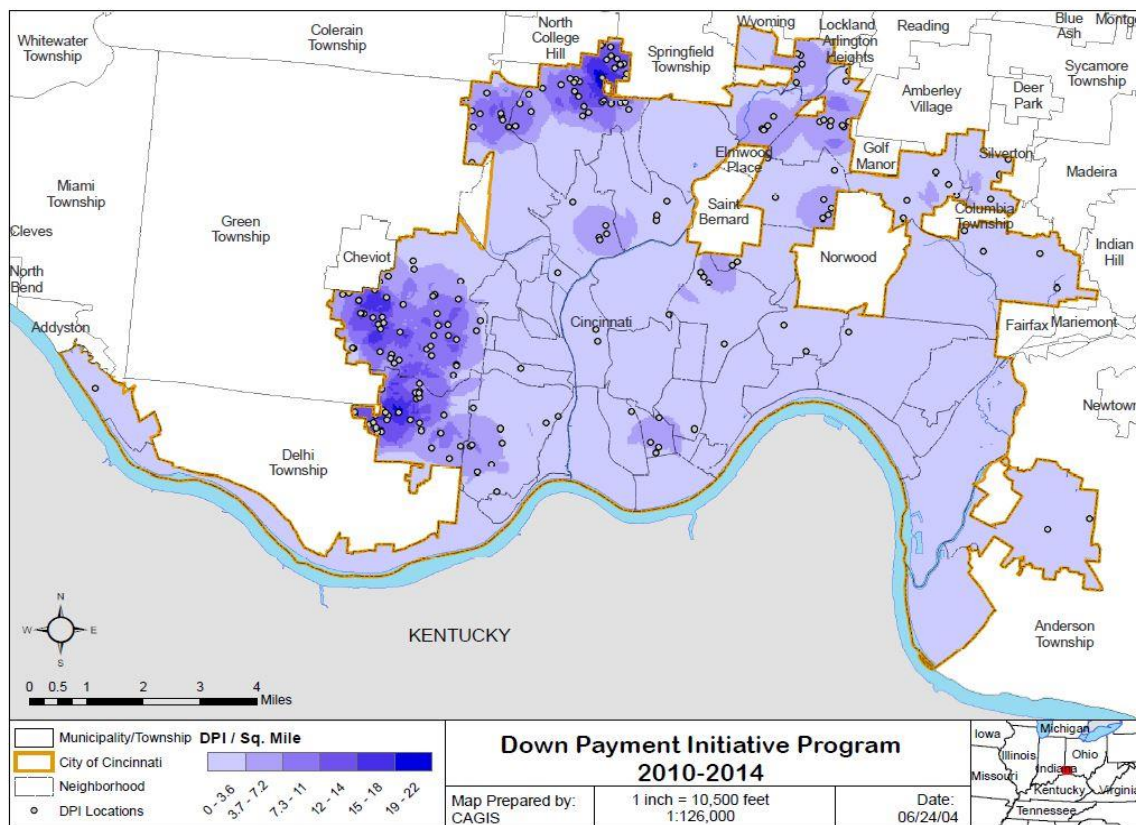 Whitewater
Township
Colerain
Township
North
College
Hill
Springfield
Township
Wyoming
Lockland
Arlington
Heights
Reading
Blue
Ash
Montg
Sycamore
Township
Amberley
Village
Deer
Park
Elmwood
Place
Golf
Manor
Silverton
Madeira
Miami
Township
Cleves
Green
Township
Saint
Bernard
Columbia
Township
Cheviot
Norwood
Indian
Hill
North
Bend
Addyston
Cincinnati
Fairfax
Mariemont
Newtown
Delhi
Township
Anderson
Township
KENTUCKY
N
W E
S
0 0.5 1 2 3 4
Miles
Municipality/Township
City of Cincinnati
Neighborhood
DPI Locations
DPI / Sq. Mile
0 - 3.6
3.7 - 7.2
7.3 - 11
12 - 14
15 - 18
19 - 22
Down Payment Initiative Program
2010-2014
Map Prepared by:
CAGIS
1 inch = 10,500 feet
1:126,000
Date:
06/24/04
Iowa
Michigan
Illinois
Indiana
Ohio
Missouri
Kentucky
Virginia
Tennessee